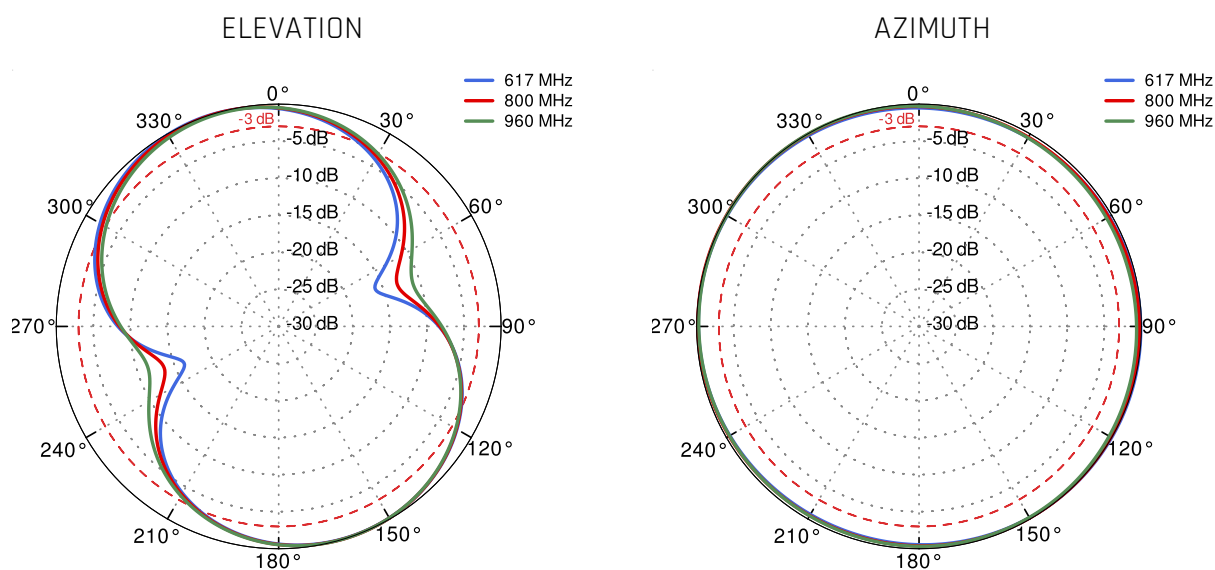 ELEVATION
617 MHz
800 MHz
960 MHz
0°
330°
-3 dB
30°
-5 dB
-10 dB
300°
60°
-15 dB
-20 dB
-25 dB
270°
-30 dB
90°
240°
120°
210°
150°
180°
AZIMUTH
617 MHz
800 MHz
960 MHz
0°
330°
-3 dB
30°
-5 dB
-10 dB
300°
60°
-15 dB
-20 dB
-25 dB
270°
-30 dB
90°
240°
120°
210°
150°
180°